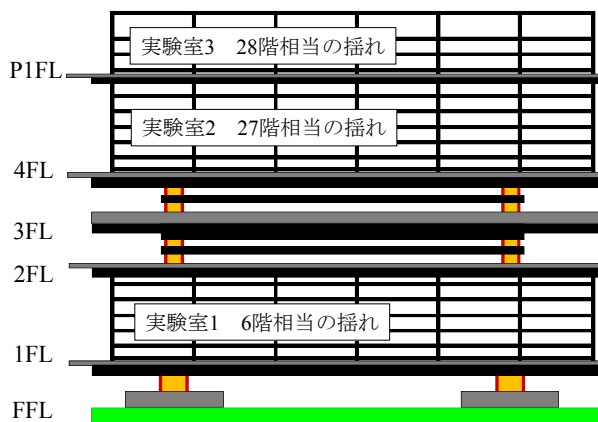 実験室3　28階相当の揺れ
P1FL
実験室2　27階相当の揺れ
4FL
3FL
2FL
実験室1　6階相当の揺れ
1FL
FFL